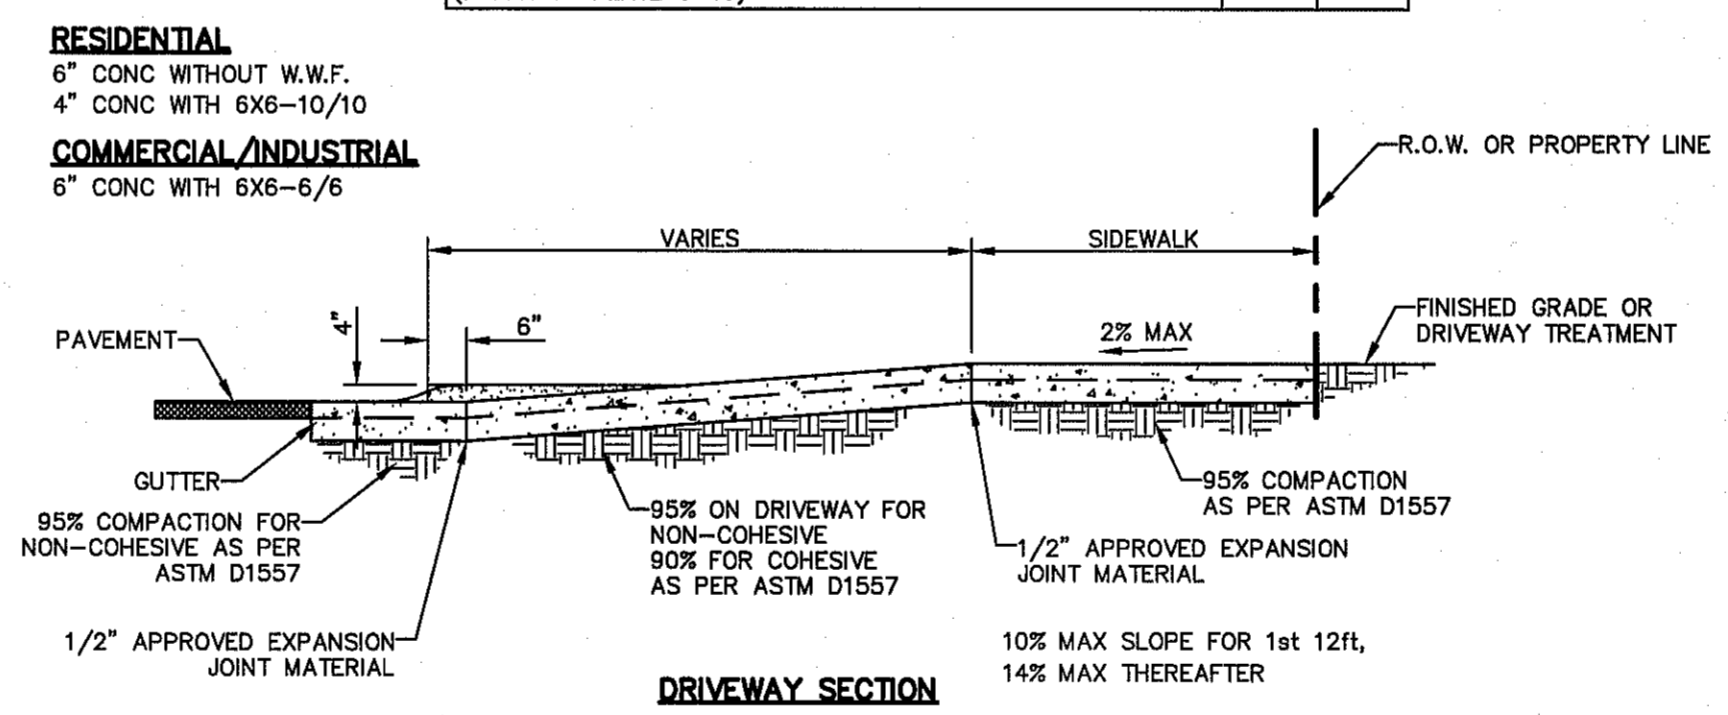 RESIDENTIAL
6" CONC WITHOUT W.W.F.
4" CONC WITH 6X6-10/10
COMMERCIAL/INDUSTRIAL
6" CONC WITH 6X6-6/6
R.O.W. OR PROPERTY LINE
VARIES
SIDEWALK
FINISHED GRADE OR
DRIVEWAY TREATMENT
PAVEMENT
4"
6"
2% MAX
GUTTER
95% COMPACTION FOR
NON-COHESIVE AS PER
ASTM D1557
95% ON DRIVEWAY FOR
NON-COHESIVE
90% FOR COHESIVE
AS PER ASTM D1557
95% COMPACTION
AS PER ASTM D1557
1/2" APPROVED EXPANSION
JOINT MATERIAL
1/2" APPROVED EXPANSION
JOINT MATERIAL
10% MAX SLOPE FOR 1st 12ft,
14% MAX THEREAFTER
DRIVEWAY SECTION